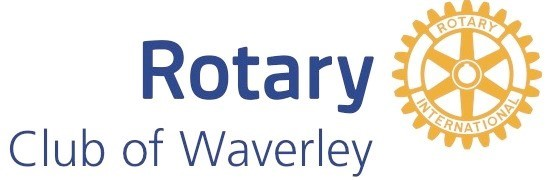 Rotary
Club of Waverley
ROTARY
INTERNATIONAL